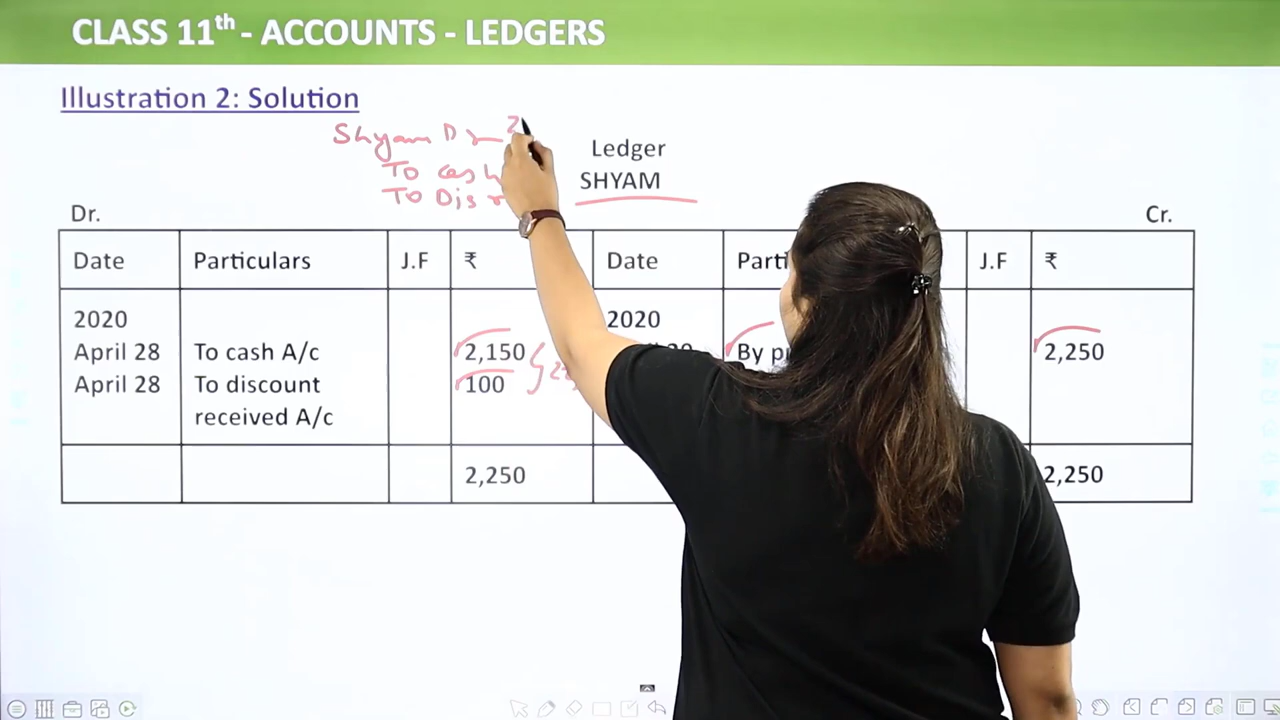 CLASS 11th - ACCOUNTS - LEDGERS
Illustration 2: Solution
Shyam Dr 2
To cash
To Dis
Ledger
SHYAM
Dr. Cr.
Date Particulars J.F ₹ Date J.F ₹
2020 2020
April 28 To cash A/c 2,150 By 2,250
April 28 To discount 100
received A/c
2,250 2,250